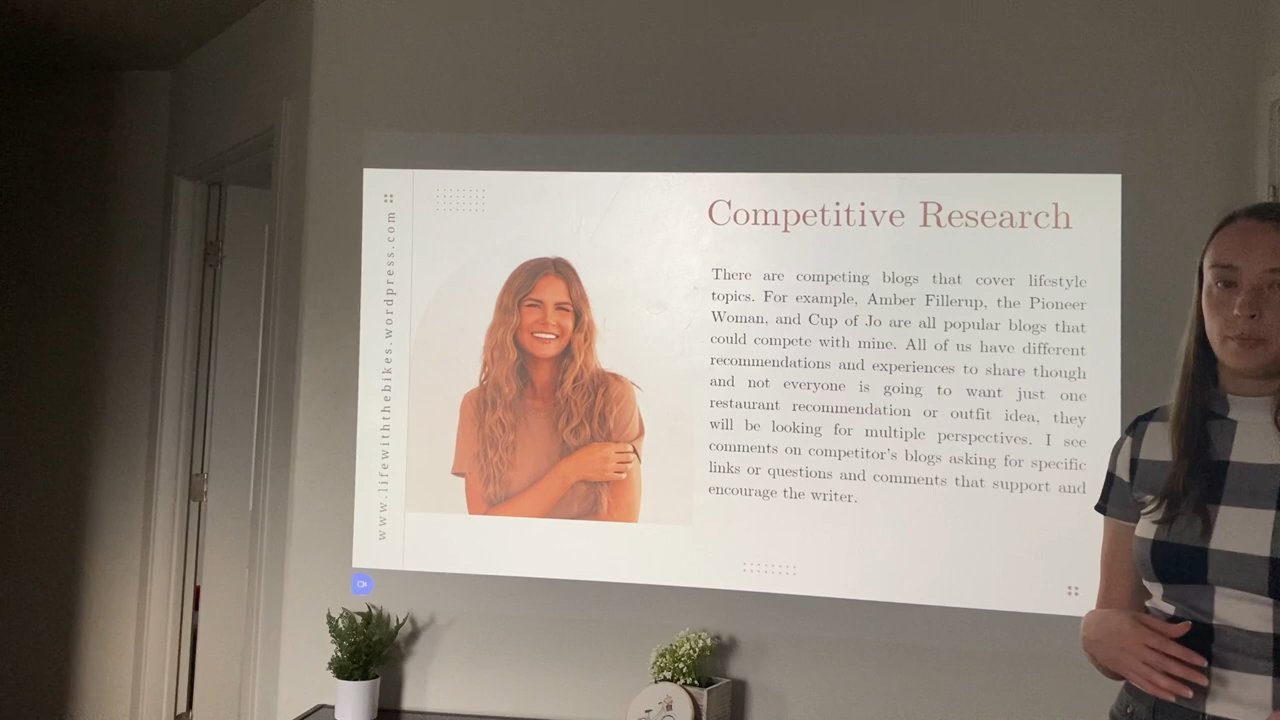 www.lifewiththebikes.wordpress.com
Competitive Research
There are competing blogs that cover lifestyle
topics. For example, Amber Fillerup, the Pioneer
Woman, and Cup of Jo are all popular blogs that
could compete with mine. All of us have different
recommendations and experiences to share though
and not everyone is going to want just one
restaurant recommendation or outfit idea, they
will be looking for multiple perspectives. I see
comments on competitor's blogs asking for specific
links or questions and comments that support and
encourage the writer.